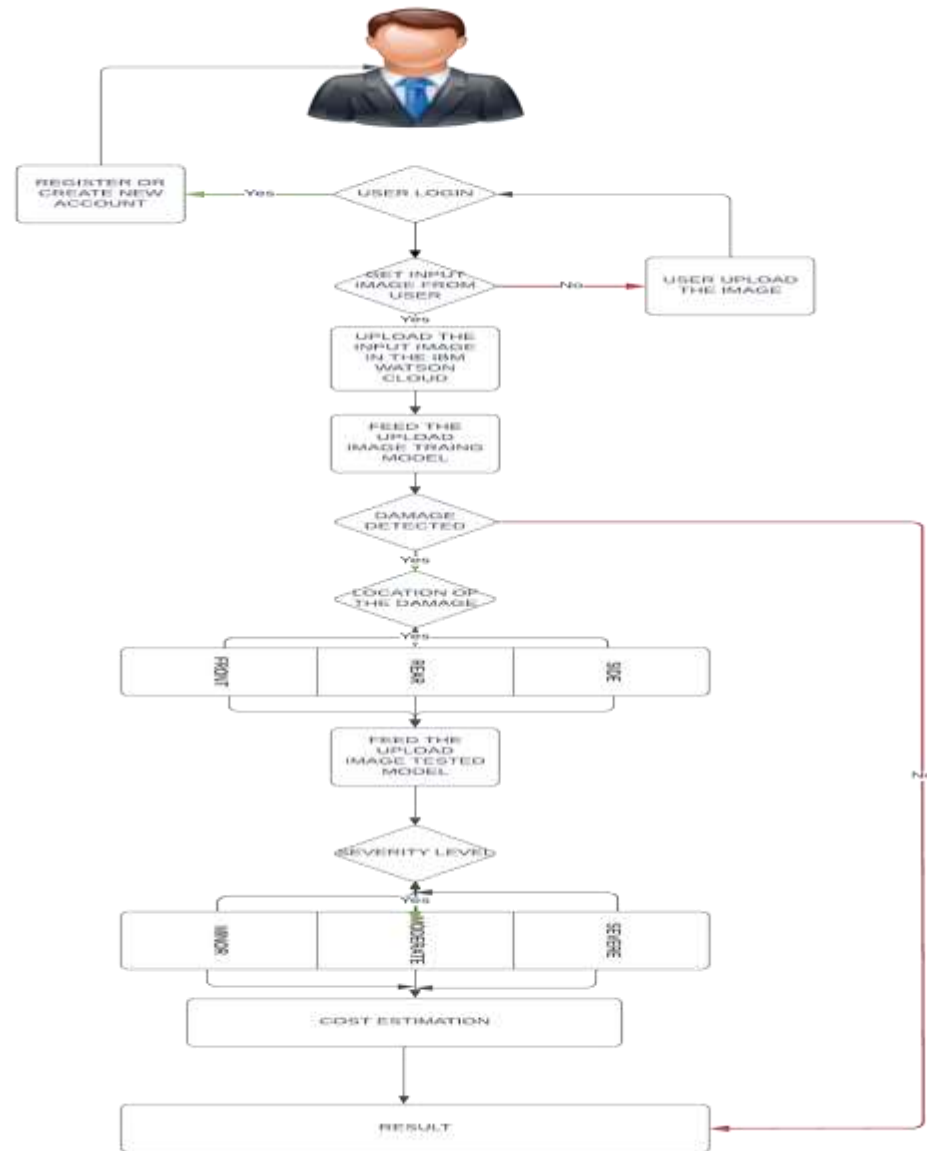 REGISTER OR
CREATE NEW
ACCOUNT
Yes
USER LOGIN
GET INPUT
IMAGE FROM
USER
No
USER UPLOAD
THE IMAGE
Yes
UPLOAD THE
INPUT IMAGE
IN THE IBM
WATSON
CLOUD
FEED THE
UPLOAD
IMAGE TRAING
MODEL
DAMAGE
DETECTED
Yes
LOCATION OF
THE DAMAGE
Yes
FRONT
REAR
SIDE
FEED THE
UPLOAD
IMAGE TESTED
MODEL
No
SEVERITY LEVEL
Yes
MINOR
MODERATE
SEVERE
COST ESTIMATION
RESULT